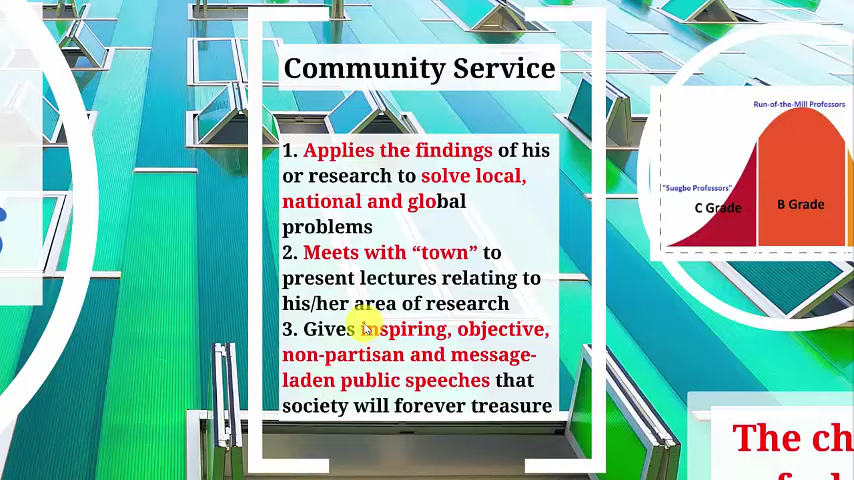 Community Service
1. Applies the findings of his
or research to solve local,
national and global
problems
2. Meets with “town” to
present lectures relating to
his/her area of research
3. Gives inspiring, objective,
non-partisan and message-
laden public speeches that
society will forever treasure
Run-of-the-Mill Professors
"Suegbe Professors"
C Grade
B Grade
The ch